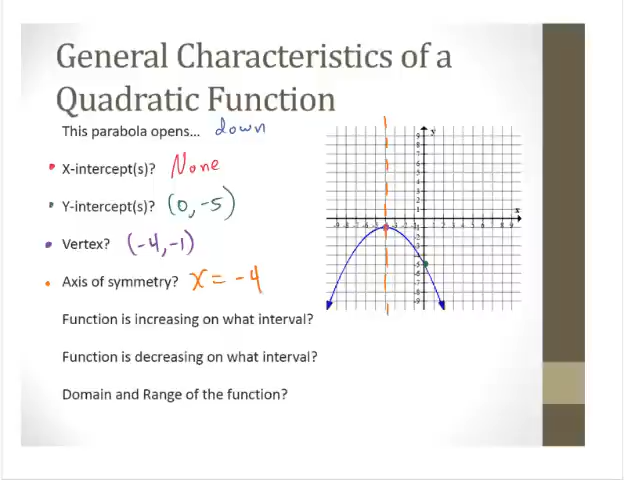 General Characteristics of a
Quadratic Function
This parabola opens... down
• X-intercept(s)? None
• Y-intercept(s)? (0, -5)
• Vertex? (-4, -1)
• Axis of symmetry? x = -4
Function is increasing on what interval?
Function is decreasing on what interval?
Domain and Range of the function?
y
x